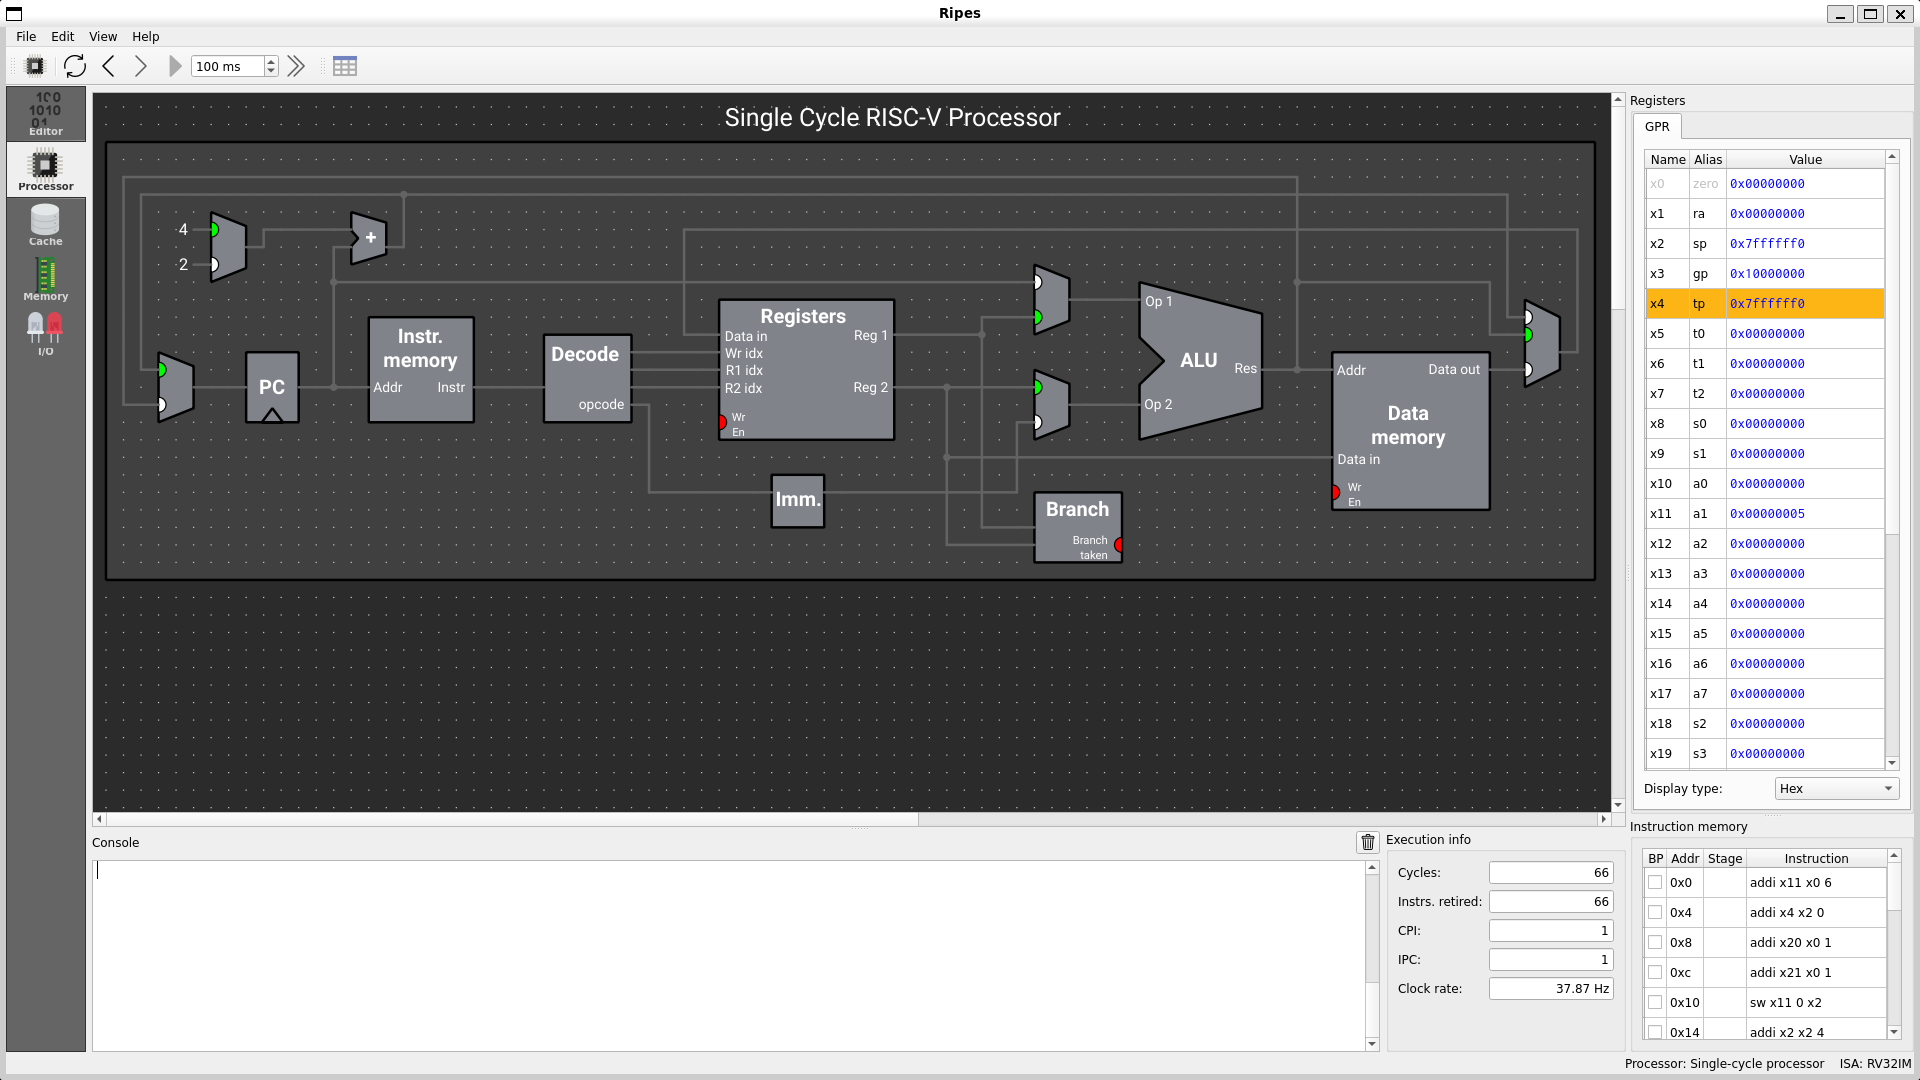 Ripes
File Edit View Help
100 ms
Editor
Processor
Cache
Memory
I/O
Single Cycle RISC-V Processor
4
2
+
PC
Instr.
memory
Addr Instr
Decode
opcode
Registers
Data in Reg 1
Wr idx
R1 idx
R2 idx Reg 2
Wr
En
Imm.
Op 1
ALU
Res
Op 2
Branch
Branch
taken
Addr Data out
Data
memory
Data in
Wr
En
Registers
GPR
Name Alias Value
x0 zero 0x00000000
x1 ra 0x00000000
x2 sp 0x7ffffff0
x3 gp 0x10000000
x4 tp 0x7ffffff0
x5 t0 0x00000000
x6 t1 0x00000000
x7 t2 0x00000000
x8 s0 0x00000000
x9 s1 0x00000000
x10 a0 0x00000000
x11 a1 0x00000005
x12 a2 0x00000000
x13 a3 0x00000000
x14 a4 0x00000000
x15 a5 0x00000000
x16 a6 0x00000000
x17 a7 0x00000000
x18 s2 0x00000000
x19 s3 0x00000000
Display type: Hex
Console
Execution info
Cycles: 66
Instrs. retired: 66
CPI: 1
IPC: 1
Clock rate: 37.87 Hz
Instruction memory
BP Addr Stage Instruction
0x0 addi x11 x0 6
0x4 addi x4 x2 0
0x8 addi x20 x0 1
0xc addi x21 x0 1
0x10 sw x11 0 x2
0x14 addi x2 x2 4
Processor: Single-cycle processor ISA: RV32IM